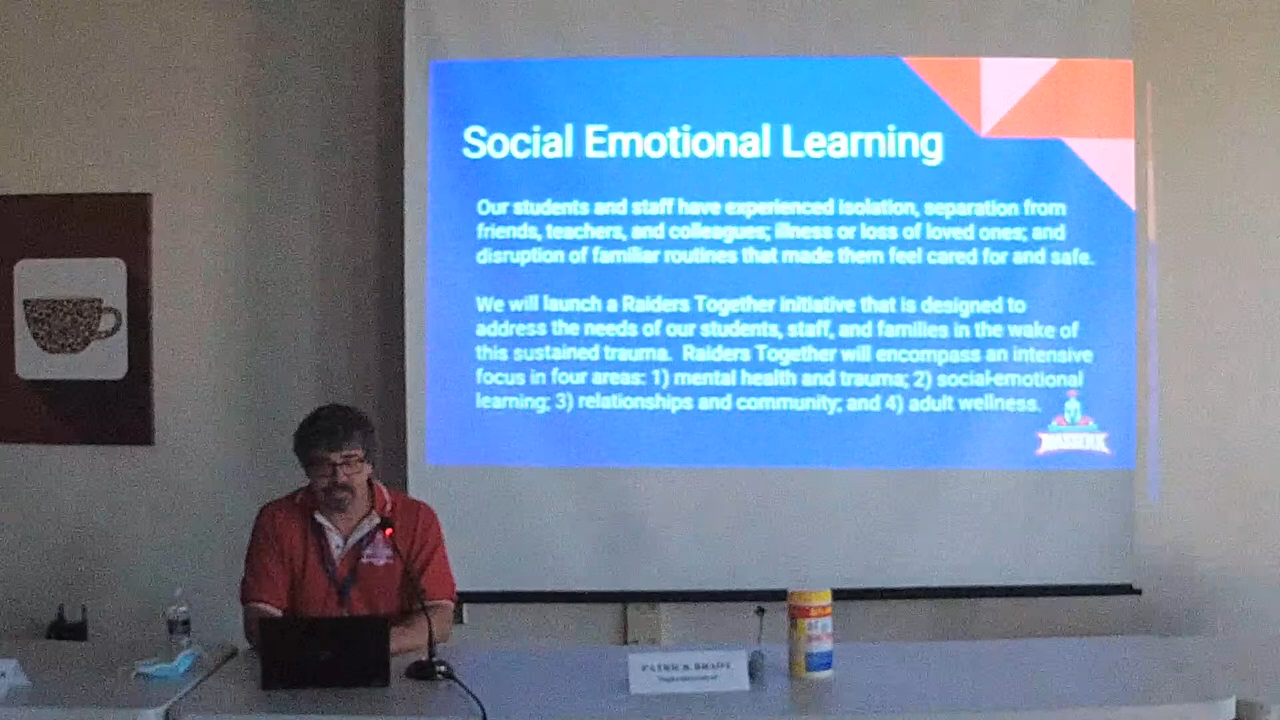 Social Emotional Learning
Our students and staff have experienced isolation, separation from
friends, teachers, and colleagues; illness or loss of loved ones; and
disruption of familiar routines that made them feel cared for and safe.
We will launch a Raiders Together initiative that is designed to
address the needs of our students, staff, and families in the wake of
this sustained trauma. Raiders Together will encompass an intensive
focus in four areas: 1) mental health and trauma; 2) social-emotional
learning; 3) relationships and community; and 4) adult wellness.
PATRICK BRADY
Superintendent